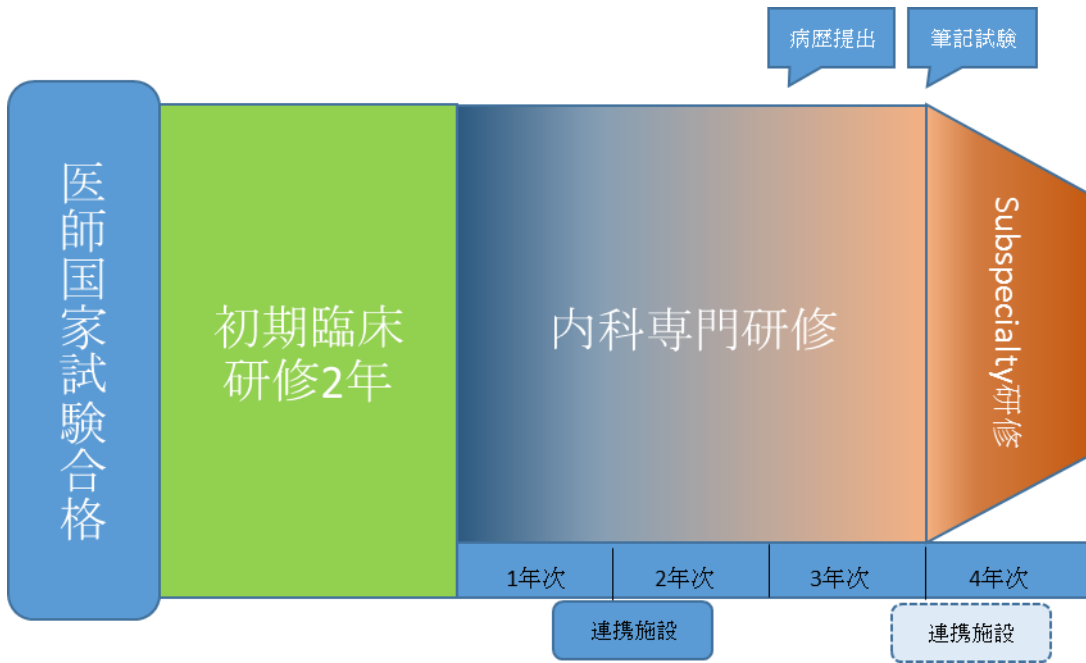 病歴提出
筆記試験
医師国家試験合格
初期臨床
研修2年
内科専門研修
Subspecialty研修
1年次
2年次
3年次
4年次
連携施設
連携施設